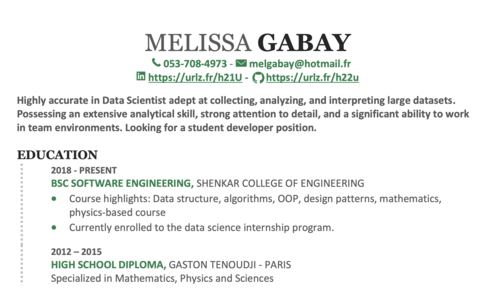 MELISSA GABAY
053-708-4973 - melgabay@hotmail.fr
https://urlz.fr/h21U - https://urlz.fr/h22u
Highly accurate in Data Scientist adept at collecting, analyzing, and interpreting large datasets.
Possessing an extensive analytical skill, strong attention to detail, and a significant ability to work
in team environments. Looking for a student developer position.
EDUCATION
2018 - PRESENT
BSC SOFTWARE ENGINEERING, SHENKAR COLLEGE OF ENGINEERING
• Course highlights: Data structure, algorithms, OOP, design patterns, mathematics,
physics-based course
• Currently enrolled to the data science internship program.
2012 – 2015
HIGH SCHOOL DIPLOMA, GASTON TENOUDJI - PARIS
Specialized in Mathematics, Physics and Sciences